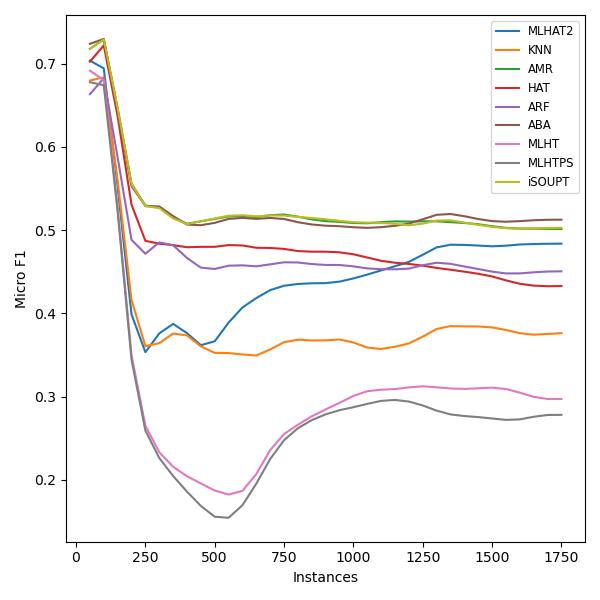 MLHAT2
KNN
AMR
HAT
ARF
ABA
MLHT
MLHTPS
iSOUPT
0.7
0.6
0.5
0.4
0.3
0.2
Micro F1
0 250 500 750 1000 1250 1500 1750
Instances